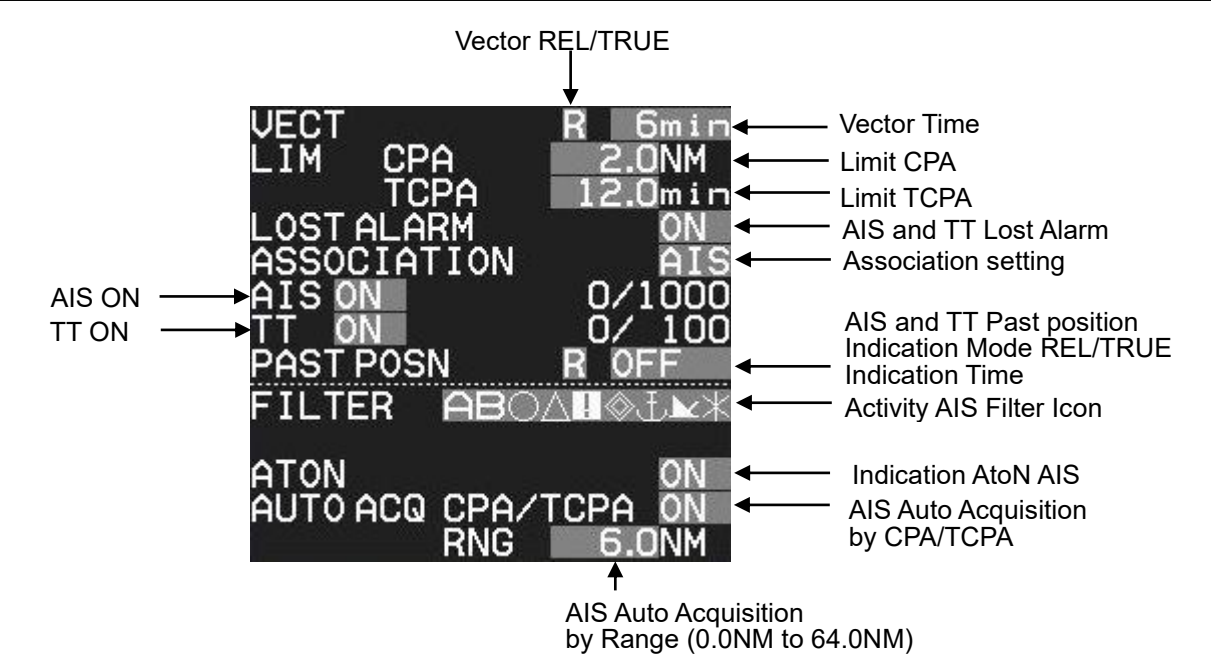 Vector REL/TRUE
VECT R 6min
Vector Time
LIM CPA 2.0NM
Limit CPA
TCPA 12.0min
Limit TCPA
LOST ALARM ON
AIS and TT Lost Alarm
ASSOCIATION AIS
Association setting
AIS ON
AIS ON 0/1000
TT ON
TT ON 0/ 100
PAST POSN R OFF
AIS and TT Past position
Indication Mode REL/TRUE
Indication Time
FILTER AB
Activity AIS Filter Icon
ATON ON
Indication AtoN AIS
AUTO ACQ CPA/TCPA ON
AIS Auto Acquisition
by CPA/TCPA
RNG 6.0NM
AIS Auto Acquisition
by Range (0.0NM to 64.0NM)